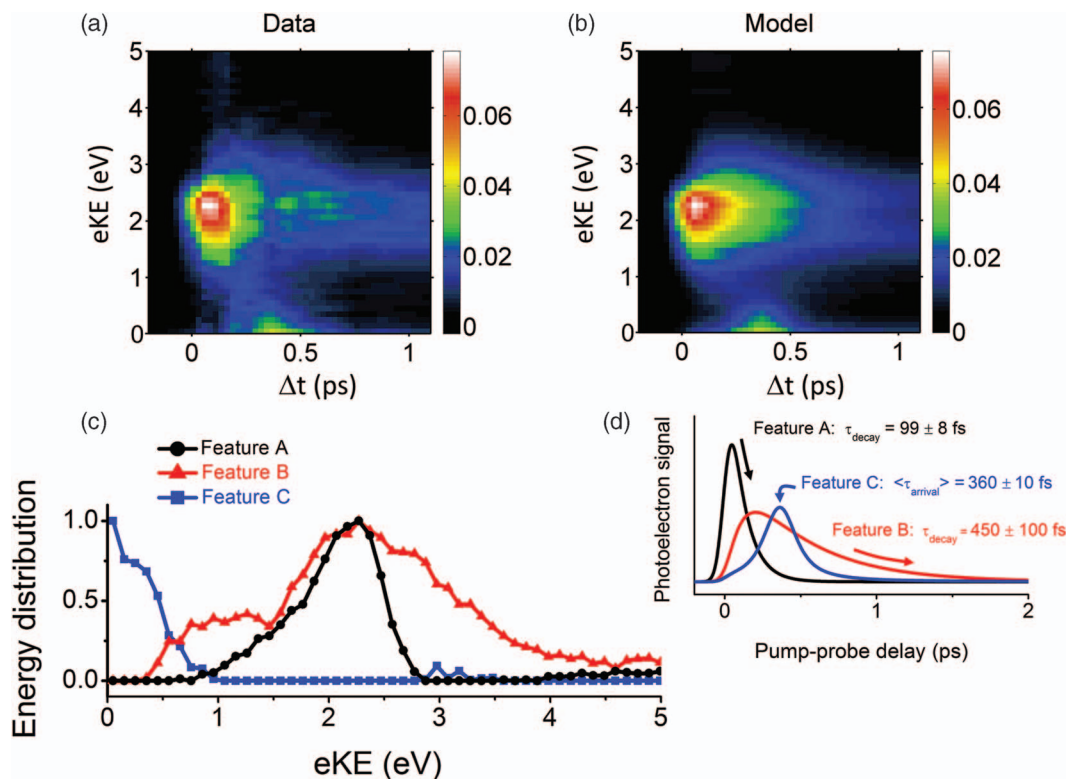 (a) Data (b) Model
5 5
4 0.06 4 0.06
eKE (eV) 3 0.04 eKE (eV) 3 0.04
2 2
1 0.02 1 0.02
0 0 0 0
0 0.5 1 0 0.5 1
Δt (ps) Δt (ps)
(c) (d)
Feature A
Feature B
Feature C
Energy distribution
1.0
0.5
0.0
0 1 2 3 4 5
eKE (eV)
Photoelectron signal
Feature A: τdecay = 99 ± 8 fs
Feature C: <τarrival> = 360 ± 10 fs
Feature B: τdecay = 450 ± 100 fs
0 1 2
Pump-probe delay (ps)